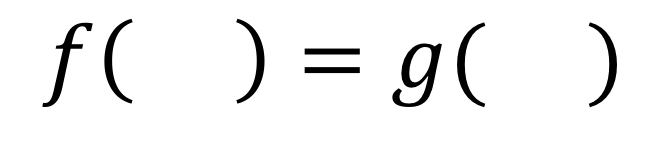 f(    ) = g(    )